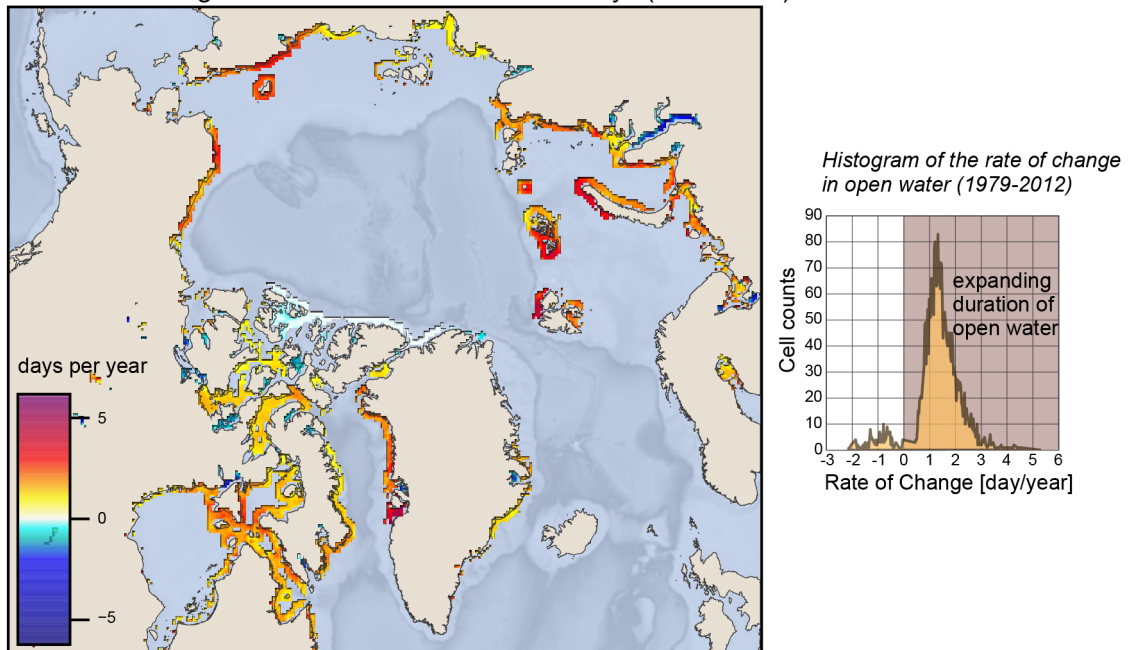 Histogram of the rate of change
in open water (1979-2012)
90
80
70
60
50
40
30
20
10
0
Cell counts
expanding
duration of
open water
-3 -2 -1 0 1 2 3 4 5 6
Rate of Change [day/year]
days per year
5
0
−5